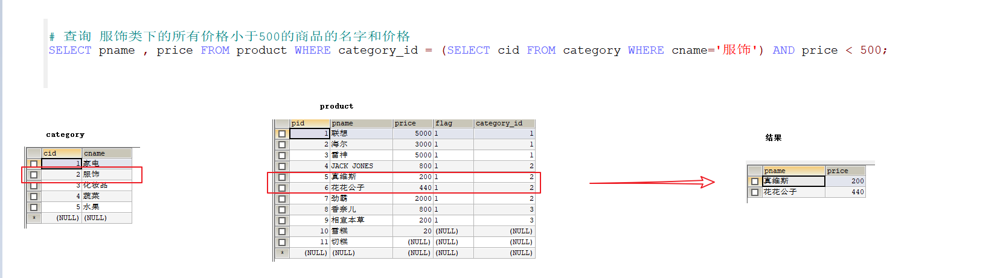 # 查询 服饰类下的所有价格小于500的商品的名字和价格
SELECT pname , price FROM product WHERE category_id = (SELECT cid FROM category WHERE cname='服饰') AND price < 500;
category
cid cname
1 家电
2 服饰
3 化妆品
4 蔬菜
5 水果
* (NULL) (NULL)
product
pid pname price flag category_id
1 联想 5000 1 1
2 海尔 3000 1 1
3 雷神 5000 1 1
4 JACK JONES 800 1 2
5 真维斯 200 1 2
6 花花公子 440 1 2
7 劲霸 2000 1 2
8 香奈儿 800 1 3
9 相宜本草 200 1 3
10 雪糕 20 (NULL) (NULL)
11 切糕 (NULL) (NULL) (NULL)
* (NULL) (NULL) (NULL) (NULL) (NULL)
结果
pname price
真维斯 200
花花公子 440